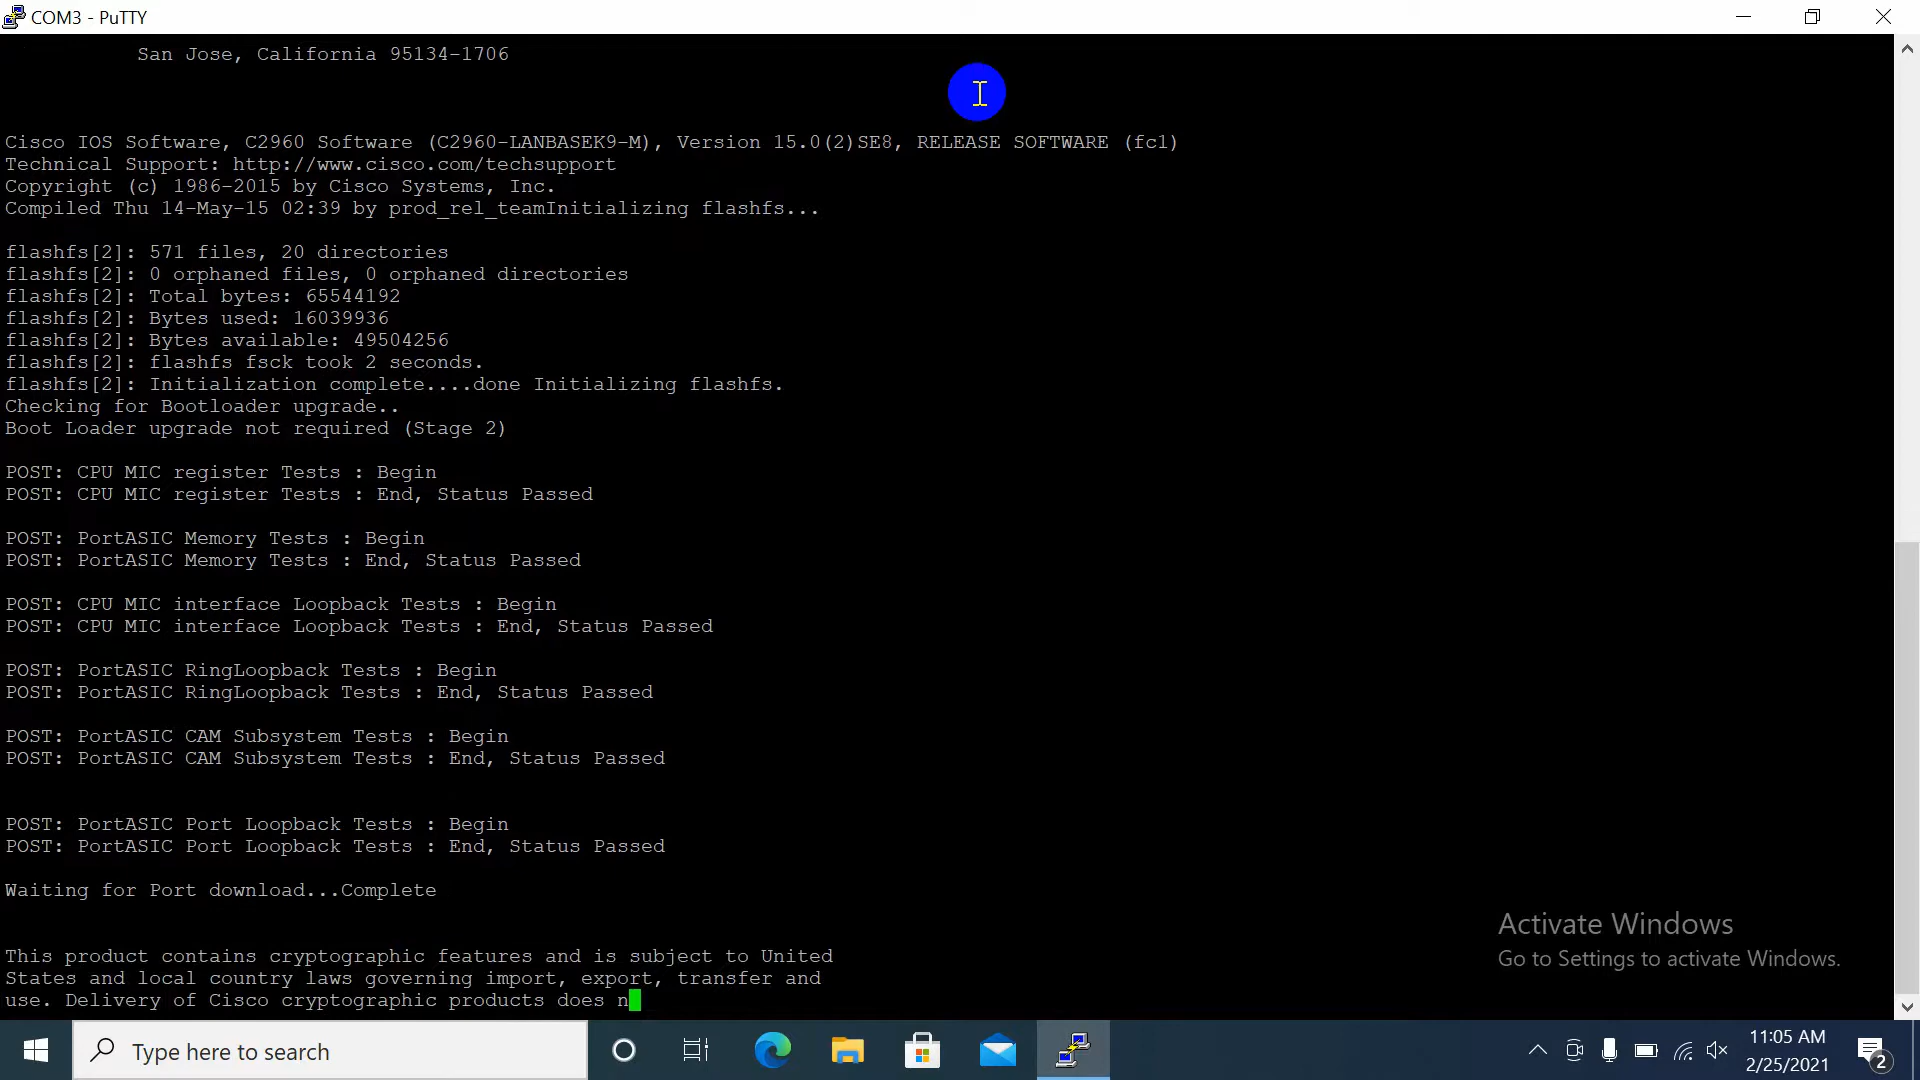 COM3 - PuTTY
San Jose, California 95134-1706
Cisco IOS Software, C2960 Software (C2960-LANBASEK9-M), Version 15.0(2)SE8, RELEASE SOFTWARE (fc1)
Technical Support: http://www.cisco.com/techsupport
Copyright (c) 1986-2015 by Cisco Systems, Inc.
Compiled Thu 14-May-15 02:39 by prod_rel_teamInitializing flashfs...
flashfs[2]: 571 files, 20 directories
flashfs[2]: 0 orphaned files, 0 orphaned directories
flashfs[2]: Total bytes: 65544192
flashfs[2]: Bytes used: 16039936
flashfs[2]: Bytes available: 49504256
flashfs[2]: flashfs fsck took 2 seconds.
flashfs[2]: Initialization complete....done Initializing flashfs.
Checking for Bootloader upgrade..
Boot Loader upgrade not required (Stage 2)
POST: CPU MIC register Tests : Begin
POST: CPU MIC register Tests : End, Status Passed
POST: PortASIC Memory Tests : Begin
POST: PortASIC Memory Tests : End, Status Passed
POST: CPU MIC interface Loopback Tests : Begin
POST: CPU MIC interface Loopback Tests : End, Status Passed
POST: PortASIC RingLoopback Tests : Begin
POST: PortASIC RingLoopback Tests : End, Status Passed
POST: PortASIC CAM Subsystem Tests : Begin
POST: PortASIC CAM Subsystem Tests : End, Status Passed
POST: PortASIC Port Loopback Tests : Begin
POST: PortASIC Port Loopback Tests : End, Status Passed
Waiting for Port download...Complete
This product contains cryptographic features and is subject to United
States and local country laws governing import, export, transfer and
use. Delivery of Cisco cryptographic products does n
Activate Windows
Go to Settings to activate Windows.
Type here to search
11:05 AM
2/25/2021
2